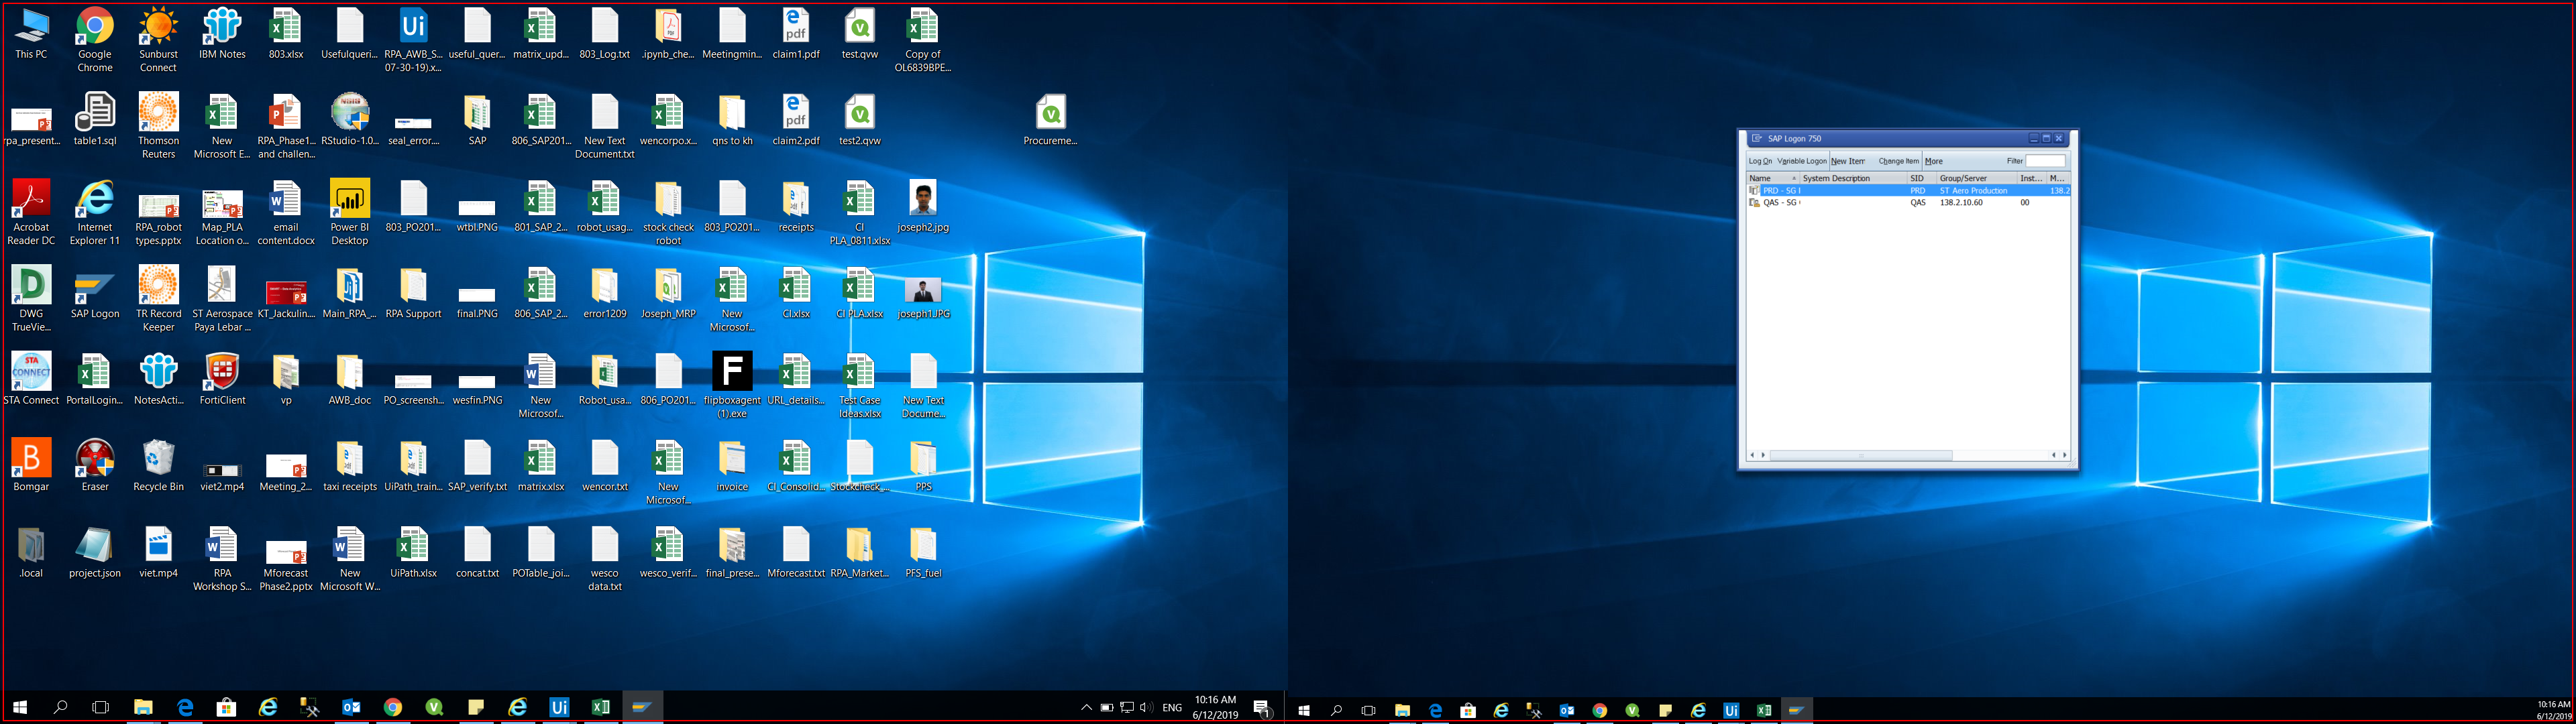 This PC
Google Chrome
Sunburst Connect
IBM Notes
803.xlsx
Usefulqueri...
RPA_AWB_S... 07-30-19).x...
useful_quer...
matrix_upd...
803_Log.txt
.ipynb_che...
Meetingmin...
claim1.pdf
test.qvw
Copy of OL6839BPE...
rpa_present...
table1.sql
Thomson Reuters
New Microsoft E...
RPA_Phase1... and challen...
RStudio-1.0...
seal_error....
SAP
806_SAP201...
New Text Document.txt
wencorpo.x...
qns to kh
claim2.pdf
test2.qvw
Procureme...
Acrobat Reader DC
Internet Explorer 11
RPA_robot types.pptx
Map_PLA Location o...
email content.docx
Power BI Desktop
803_PO201...
wtbl.PNG
801_SAP_2...
robot_usag...
stock check robot
803_PO201...
receipts
CI PLA_0811.xlsx
joseph2.jpg
DWG TrueVie...
SAP Logon
TR Record Keeper
ST Aerospace Paya Lebar ...
KT_Jackulin....
Main_RPA_...
RPA Support
final.PNG
806_SAP_2...
error1209
Joseph_MRP
New Microsof...
CI.xlsx
CI PLA.xlsx
joseph1.JPG
STA CONNECT
STA Connect
PortalLogin...
NotesActi...
FortiClient
vp
AWB_doc
PO_screensh...
wesfin.PNG
New Microsof...
Robot_usa...
806_PO201...
flipboxagent (1).exe
URL_details...
Test Case Ideas.xlsx
New Text Docume...
Bomgar
Eraser
Recycle Bin
viet2.mp4
Meeting_2...
taxi receipts
UiPath_train...
SAP_verify.txt
matrix.xlsx
wencor.txt
New Microsof...
invoice
CI_Consolid...
Stockcheck_...
PPS
.local
project.json
viet.mp4
RPA Workshop S...
Mforecast Phase2.pptx
New Microsoft W...
UiPath.xlsx
concat.txt
POTable_joi...
wesco data.txt
wesco_verif...
final_prese...
Mforecast.txt
RPA_Market...
PFS_fuel
ENG
10:16 AM
6/12/2019
1
SAP Logon 750
Log On Variable Logon New Item Change Item More Filter
Name System Description SID Group/Server Inst... M...
PRD - SG PRD ST Aero Production 138.2
QAS - SG QAS 138.2.10.60 00
10:16 AM
6/12/2019